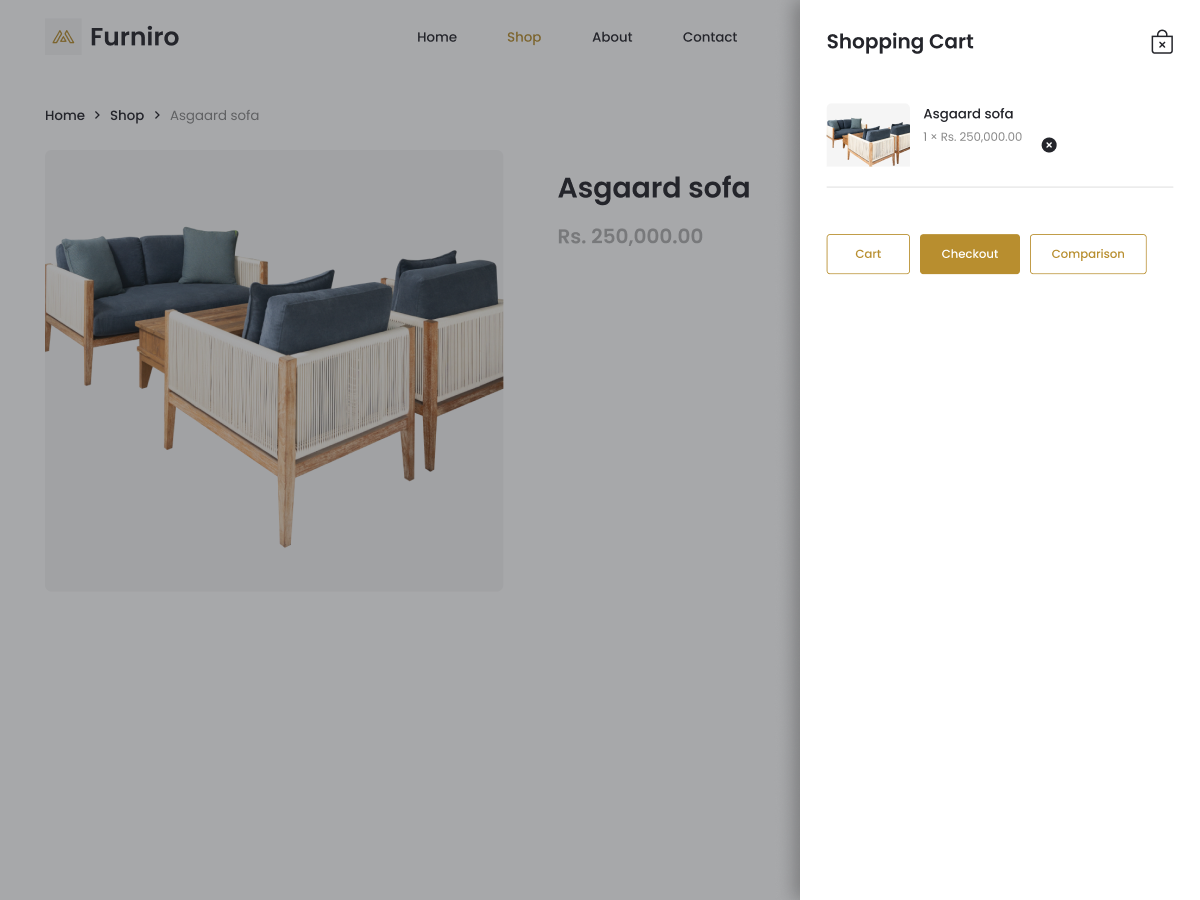 Furniro
Home
Shop
About
Contact
Home > Shop > Asgaard sofa
Asgaard sofa
Rs. 250,000.00
Shopping Cart
Asgaard sofa
1 × Rs. 250,000.00
Cart
Checkout
Comparison